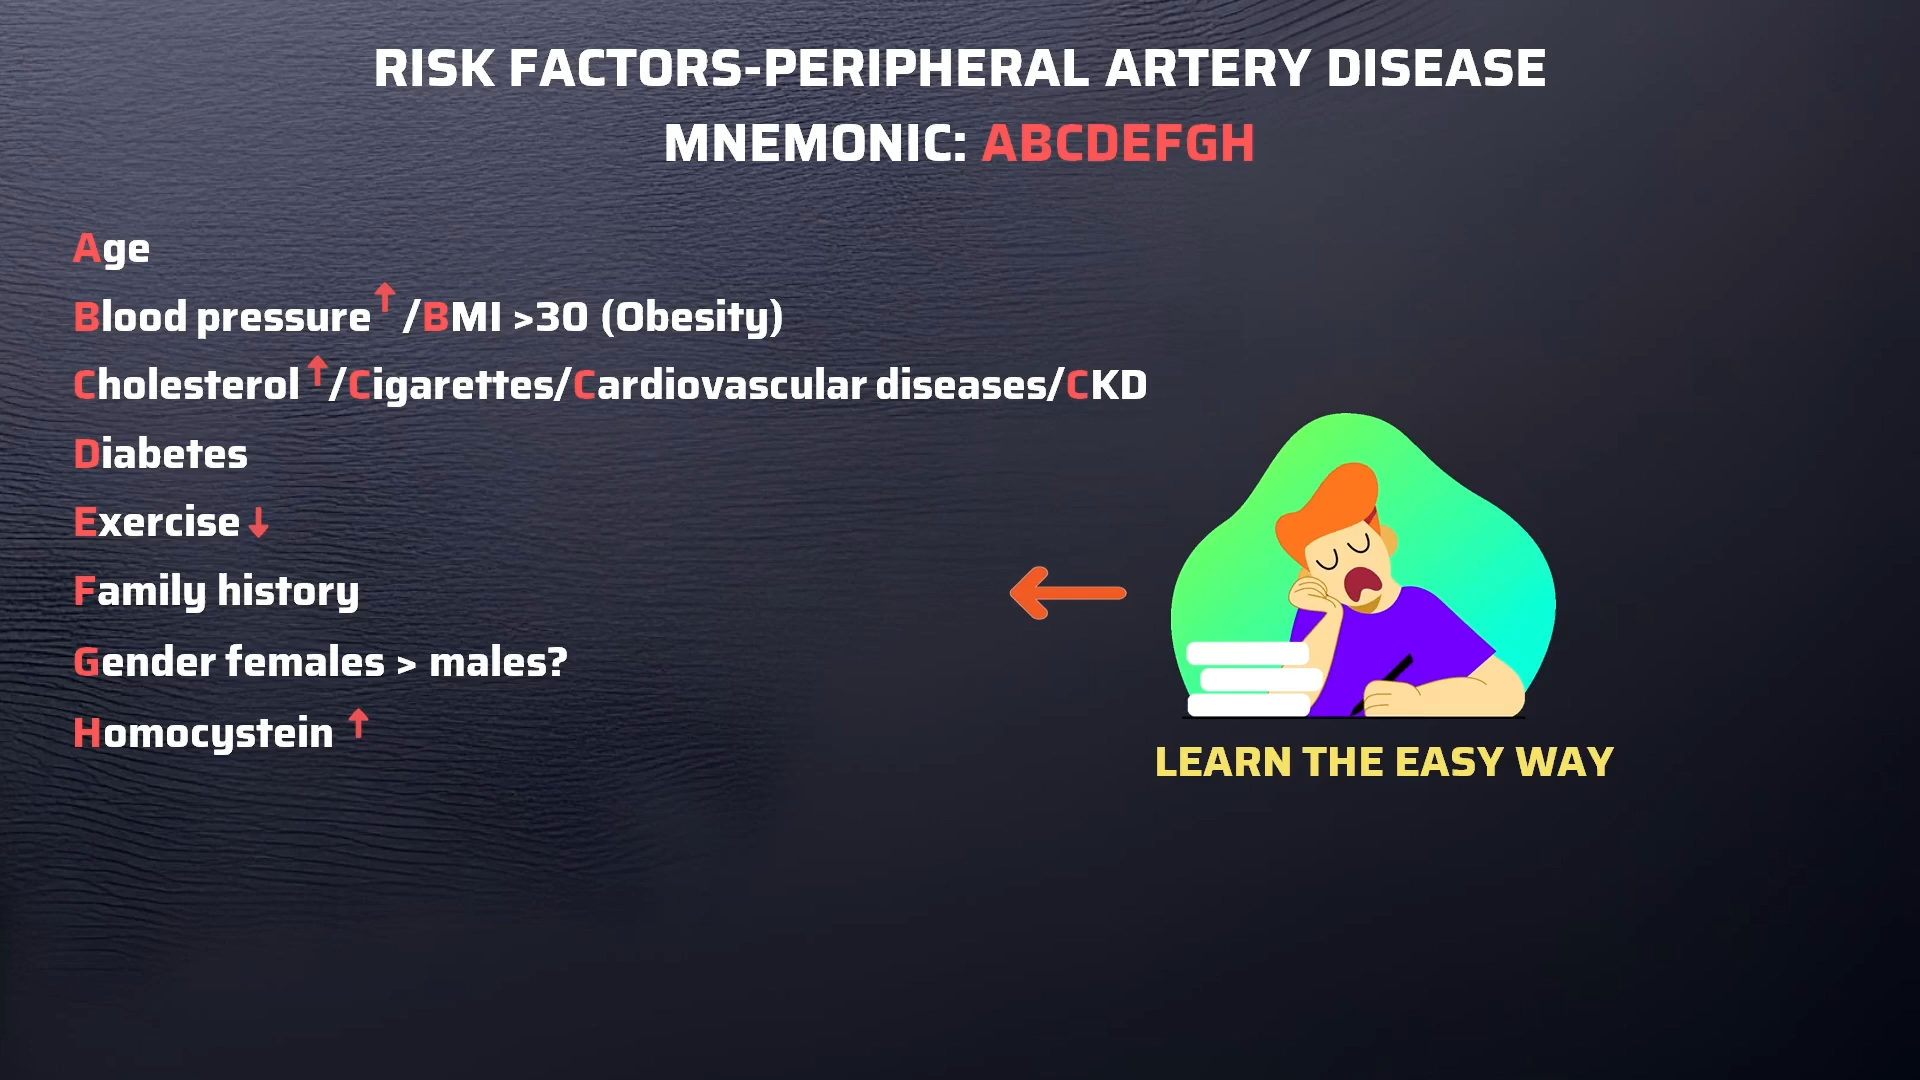 RISK FACTORS-PERIPHERAL ARTERY DISEASE
MNEMONIC: ABCDEFGH
Age
Blood pressure↑/BMI >30 (Obesity)
Cholesterol↑/Cigarettes/Cardiovascular diseases/CKD
Diabetes
Exercise↓
Family history
Gender females > males?
Homocystein ↑
LEARN THE EASY WAY